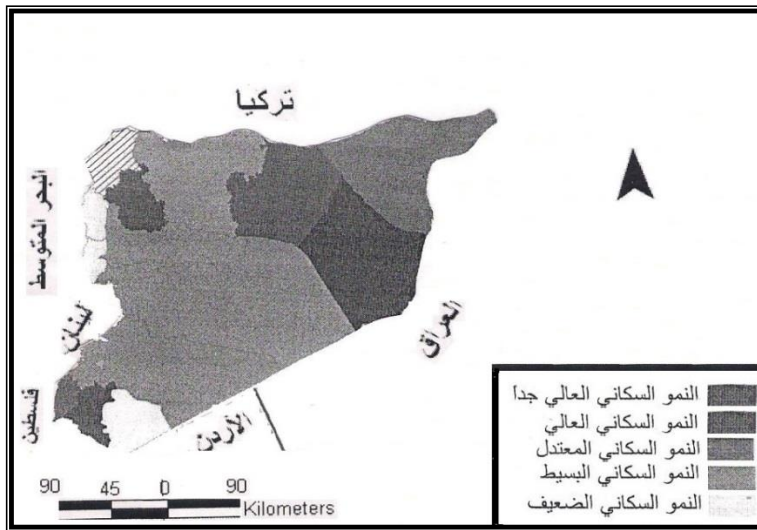 تركيا
البحر المتوسط
لبنان
العراق
فلسطين
الأردن
النمو السكاني العالي جدا
النمو السكاني العالي
النمو السكاني المعتدل
النمو السكاني البسيط
النمو السكاني الضعيف
90 45 0 90
Kilometers